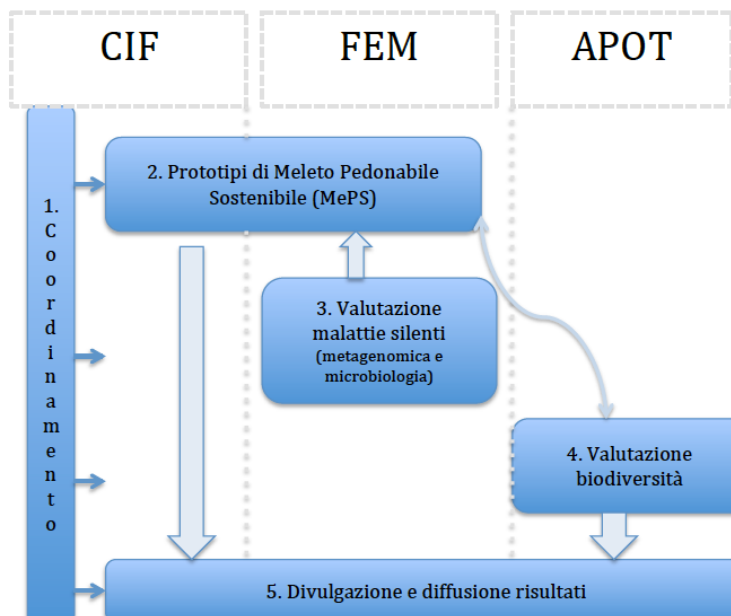 CIF
FEM
APOT
1. Coordinamento
2. Prototipi di Meleto Pedonabile
Sostenibile (MePS)
3. Valutazione
malattie silenti
(metagenomica e
microbiologia)
4. Valutazione
biodiversità
5. Divulgazione e diffusione risultati